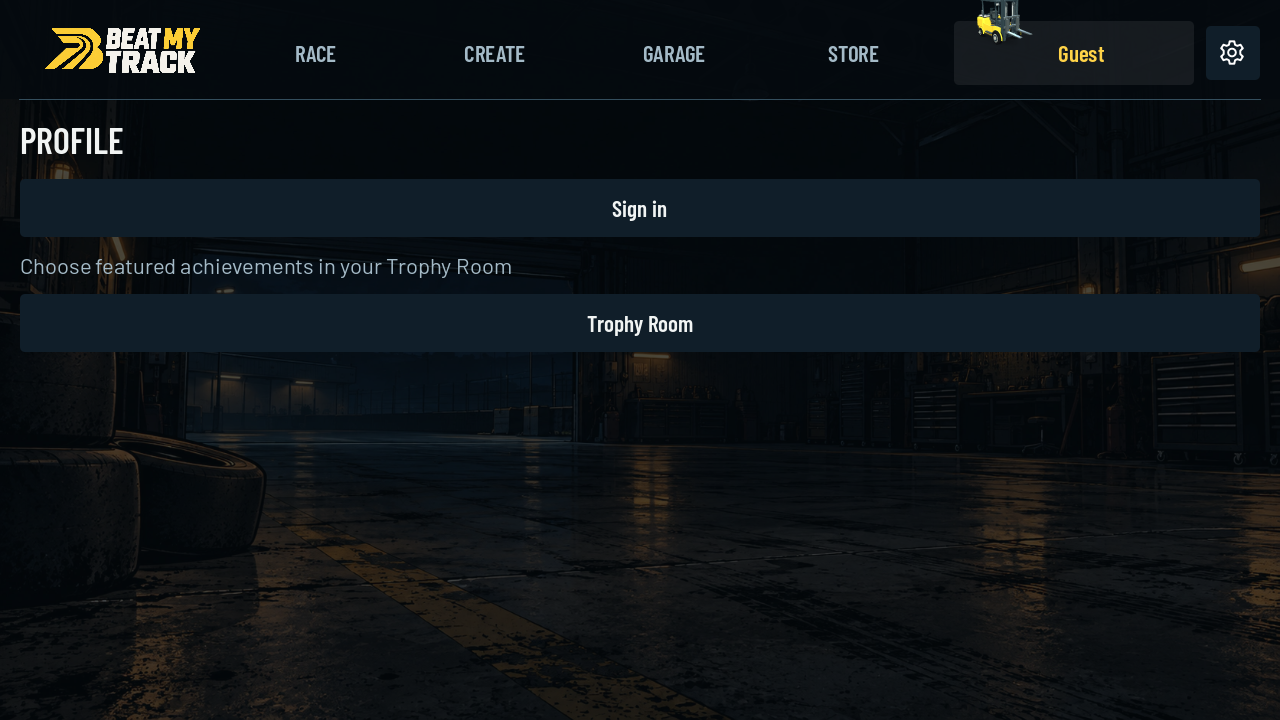 BEAT MY
TRACK
RACE
CREATE
GARAGE
STORE
Guest
PROFILE
Sign in
Choose featured achievements in your Trophy Room
Trophy Room